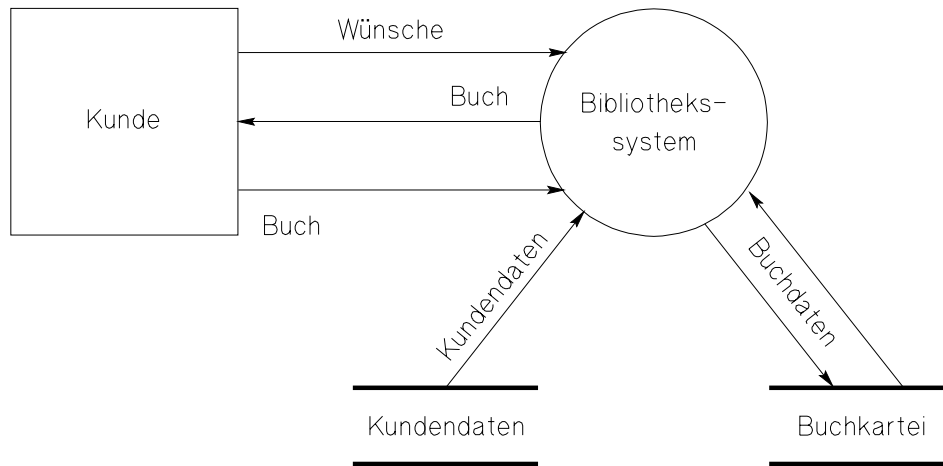 Wünsche
Kunde
Buch
Bibliotheks-
system
Buch
Kundendaten
Buchdaten
Kundendaten
Buchkartei